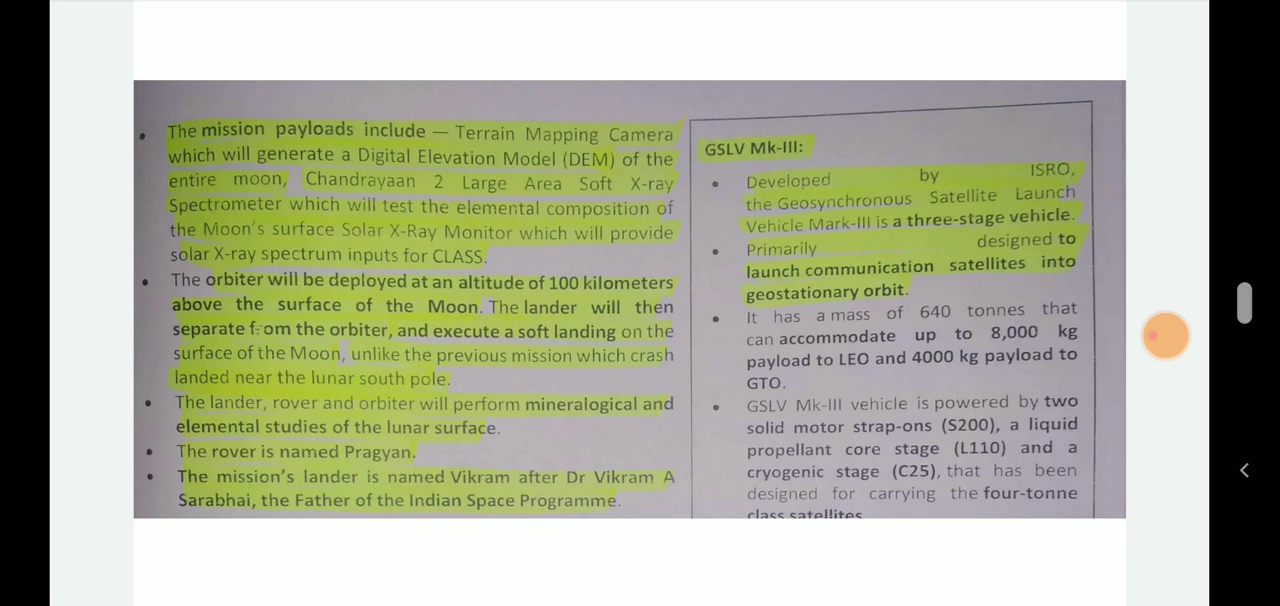 • The mission payloads include — Terrain Mapping Camera
which will generate a Digital Elevation Model (DEM) of the
entire moon, Chandrayaan 2 Large Area Soft X-ray
Spectrometer which will test the elemental composition of
the Moon's surface Solar X-Ray Monitor which will provide
solar X-ray spectrum inputs for CLASS.
• The orbiter will be deployed at an altitude of 100 kilometers
above the surface of the Moon. The lander will then
separate from the orbiter, and execute a soft landing on the
surface of the Moon, unlike the previous mission which crash
landed near the lunar south pole.
• The lander, rover and orbiter will perform mineralogical and
elemental studies of the lunar surface.
• The rover is named Pragyan.
• The mission's lander is named Vikram after Dr Vikram A
Sarabhai, the Father of the Indian Space Programme.
GSLV Mk-III:
• Developed by ISRO,
the Geosynchronous Satellite Launch
Vehicle Mark-III is a three-stage vehicle.
• Primarily designed to
launch communication satellites into
geostationary orbit.
• It has a mass of 640 tonnes that
can accommodate up to 8,000 kg
payload to LEO and 4000 kg payload to
GTO.
• GSLV Mk-III vehicle is powered by two
solid motor strap-ons (S200), a liquid
propellant core stage (L110) and a
cryogenic stage (C25), that has been
designed for carrying the four-tonne
class satellites